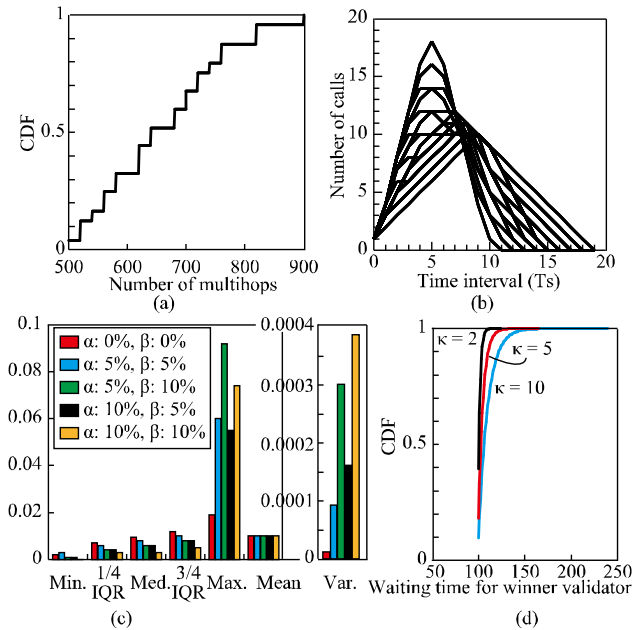 1
0.5
0
CDF
500
600
700
800
900
Number of multihops
(a)
20
15
10
5
0
Number of calls
0
5
10
15
20
Time interval (Ts)
(b)
0.1
0.08
0.06
0.04
0.02
0
α: 0%, β: 0%
α: 5%, β: 5%
α: 5%, β: 10%
α: 10%, β: 5%
α: 10%, β: 10%
0.0004
0.0003
0.0002
0.0001
0
Min.
1/4 IQR
Med.
3/4 IQR
Max.
Mean
Var.
(c)
1
0.5
0
CDF
κ = 2
κ = 5
κ = 10
50
100
150
200
250
Waiting time for winner validator
(d)